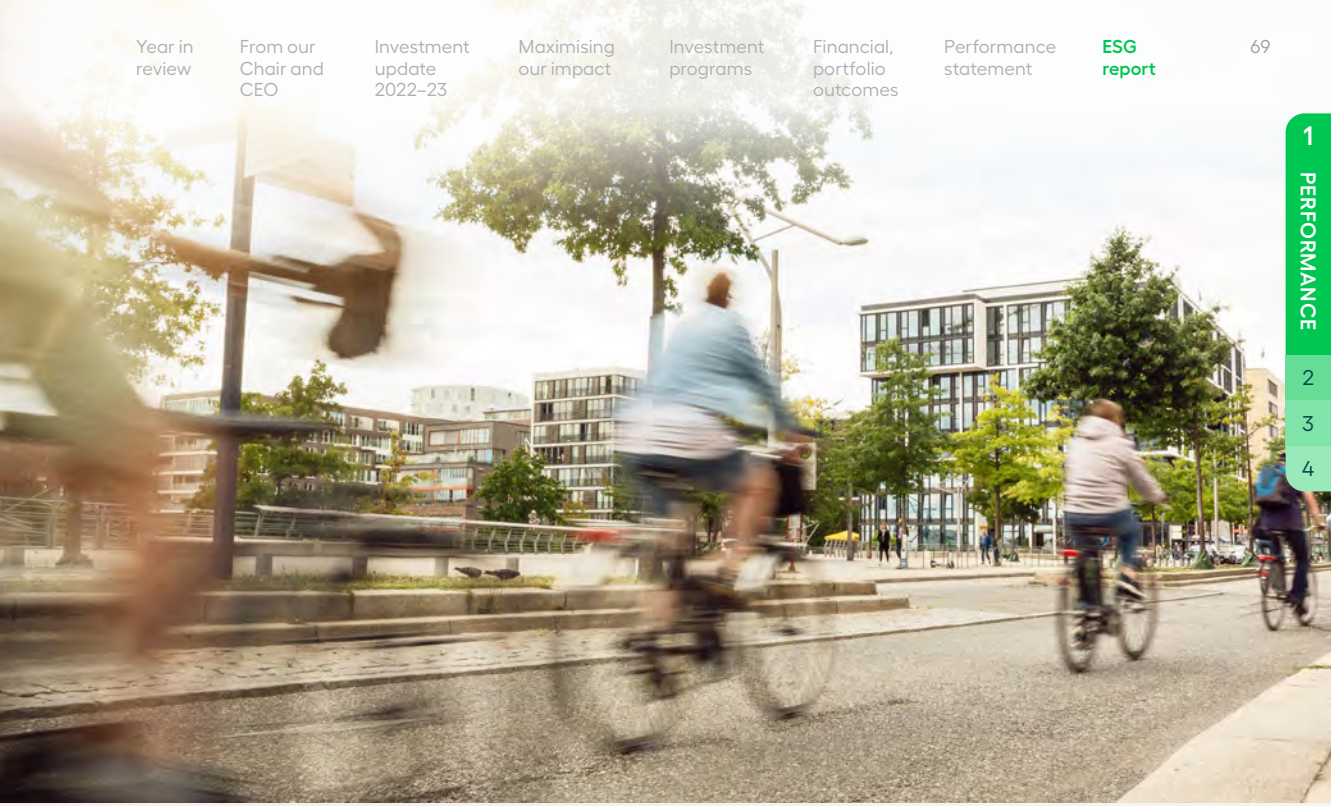 Year in
review
From our
Chair and
CEO
Investment
update
2022–23
Maximising
our impact
Investment
programs
Financial,
portfolio
outcomes
Performance
statement
ESG
report
69
1
PERFORMANCE
2
3
4